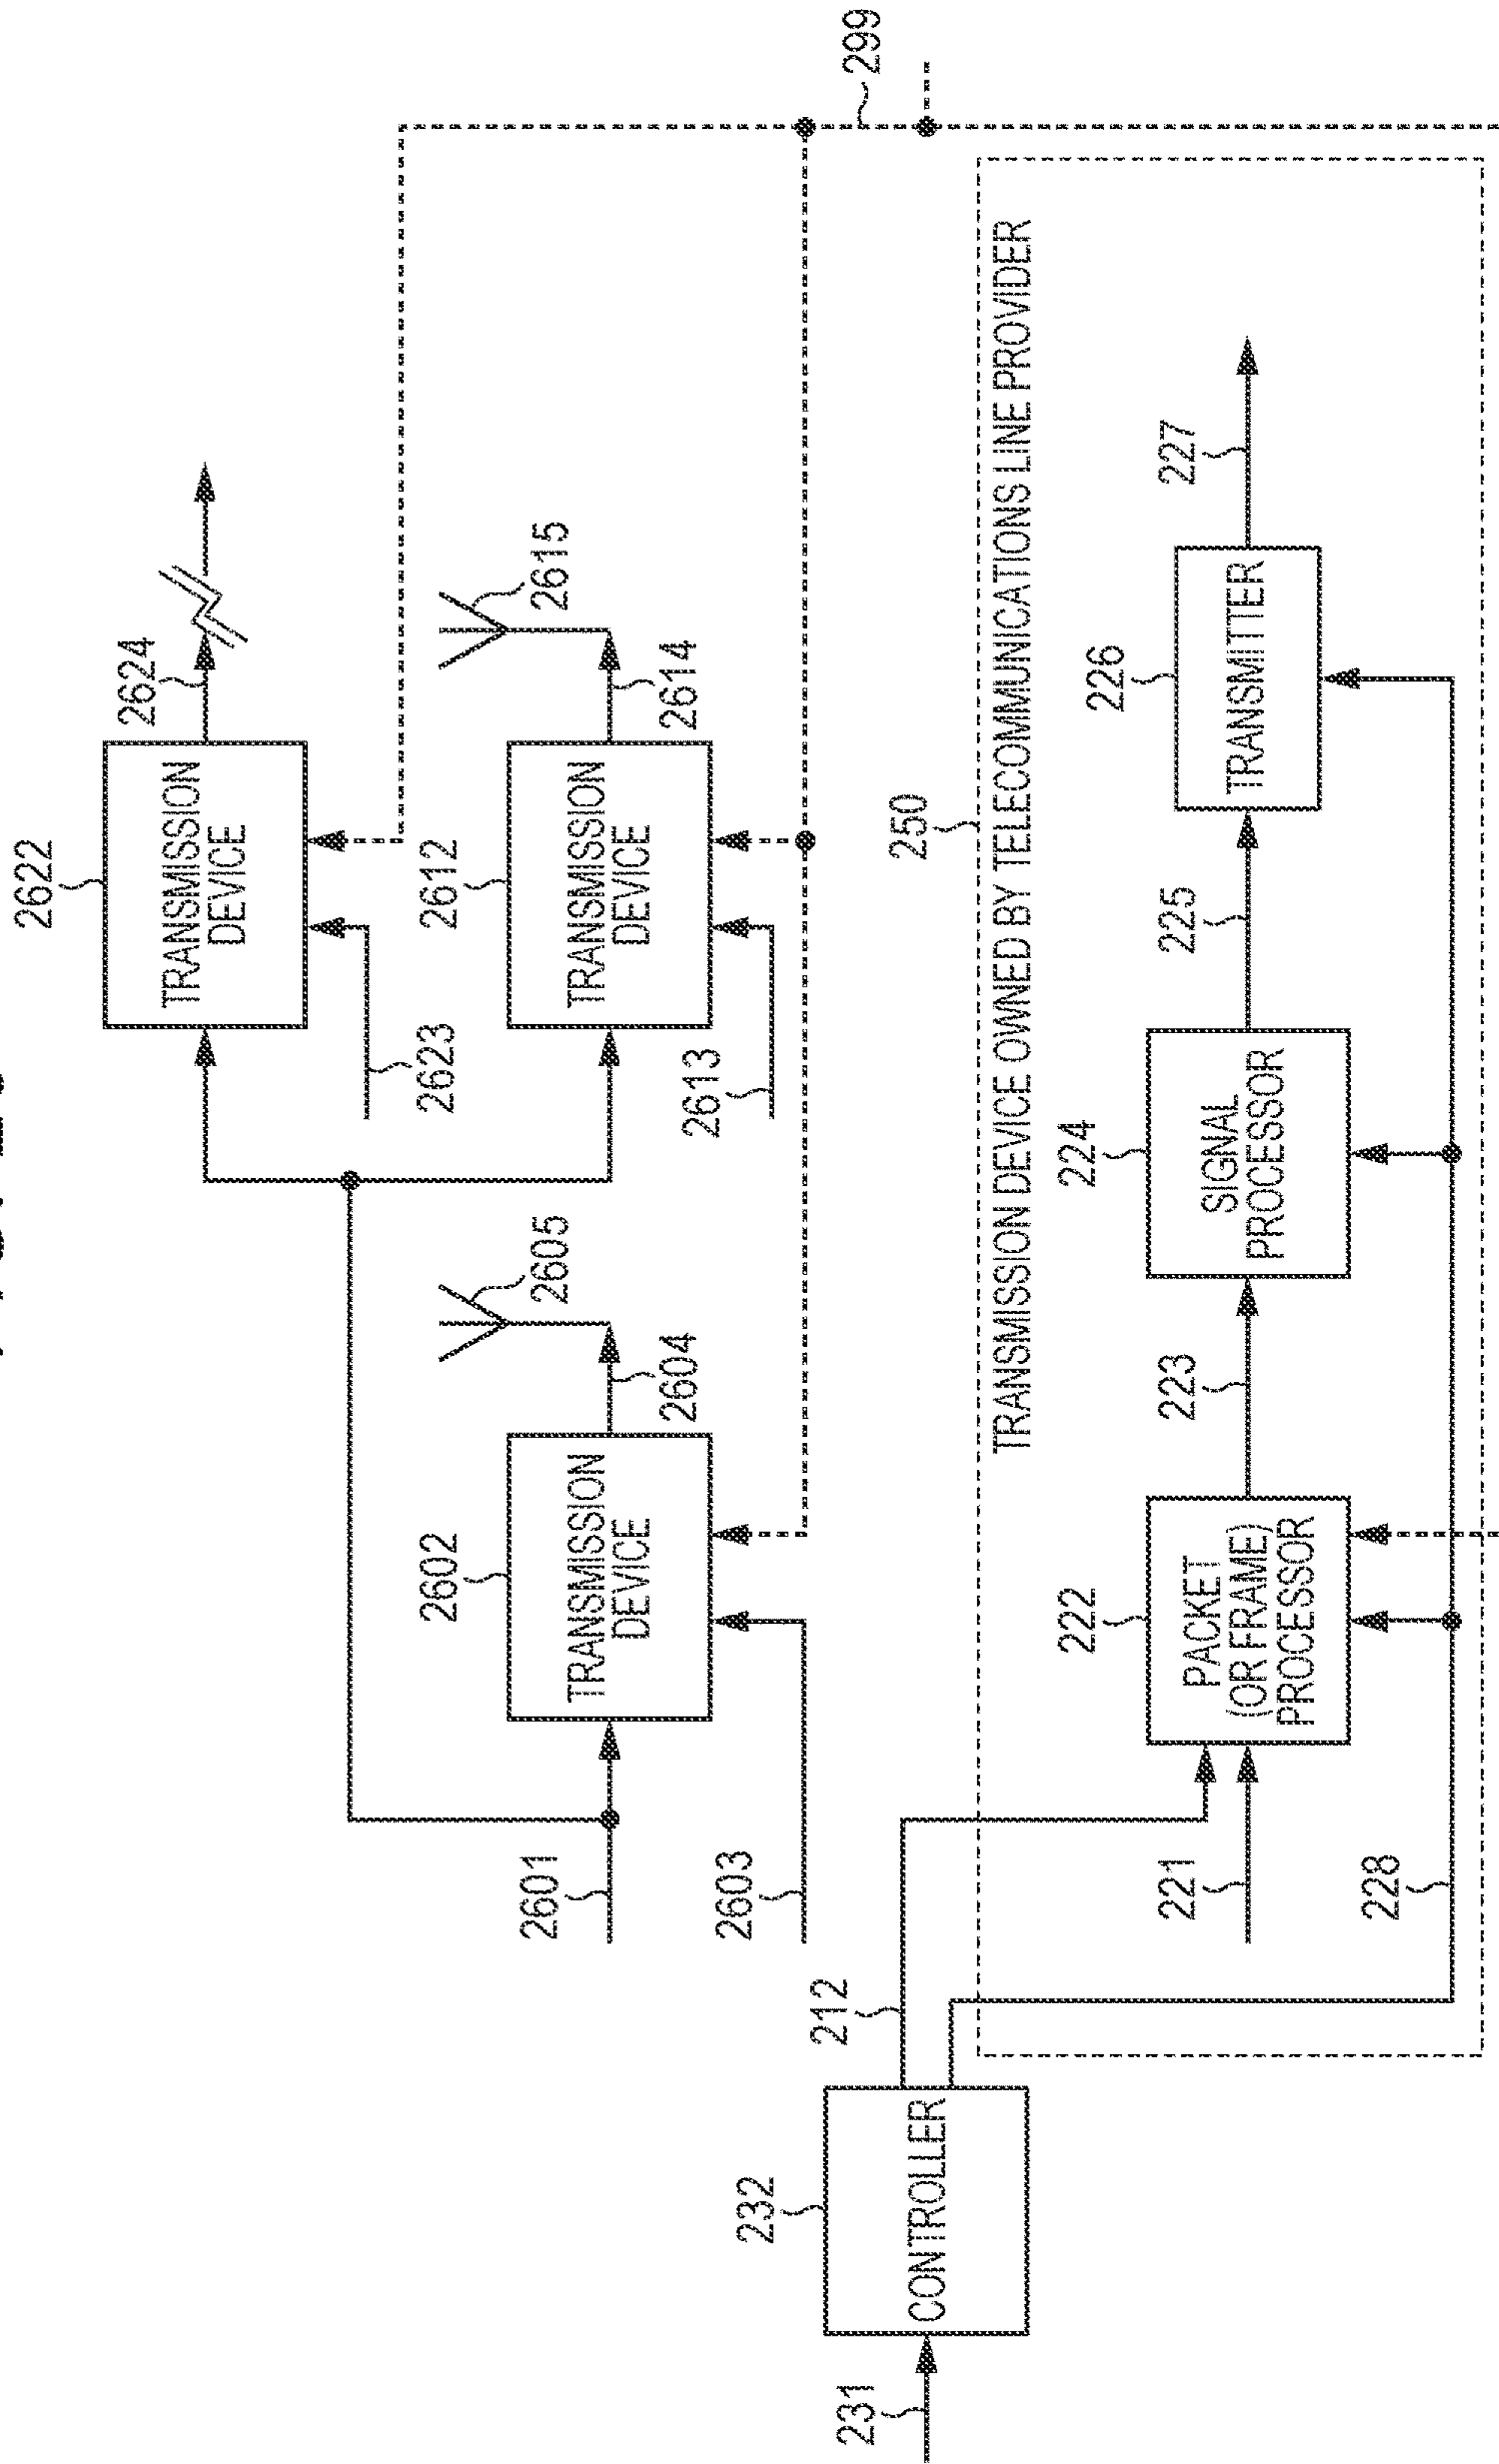 2622
TRANSMISSION
DEVICE
2624
2623
2602
TRANSMISSION
DEVICE
2604
2605
2601
2603
2612
TRANSMISSION
DEVICE
2614
2615
2613
299
232
CONTROLLER
231
212
250
TRANSMISSION DEVICE OWNED BY TELECOMMUNICATIONS LINE PROVIDER
222
PACKET
(OR FRAME)
PROCESSOR
221
228
223
224
SIGNAL
PROCESSOR
225
226
TRANSMITTER
227